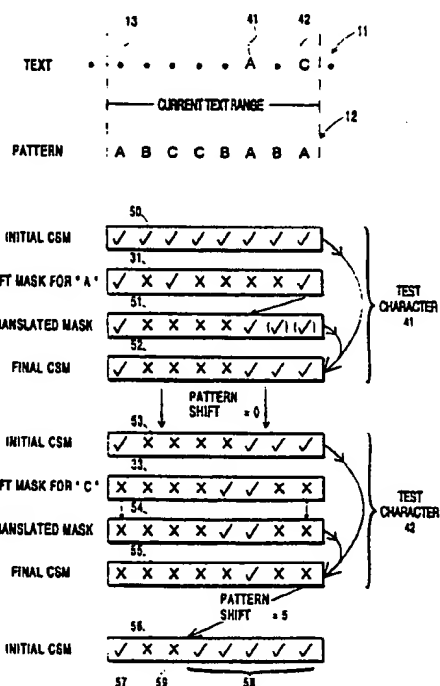 13 41 42 11
TEXT • • • • • • A • C •
CURRENT TEXT RANGE
12
PATTERN A B C C B A B A
50
INITIAL CSM ✓ ✓ ✓ ✓ ✓ ✓ ✓ ✓
31
FT MASK FOR "A" ✓ X ✓ X X X X ✓
51
ANSLATED MASK ✓ X X X X ✓ (✓) (✓)
52
FINAL CSM ✓ X X X X ✓ ✓ ✓
TEST CHARACTER 41
PATTERN SHIFT = 0
53
INITIAL CSM ✓ X X X X ✓ ✓ ✓
33
FT MASK FOR "C" X X X X ✓ ✓ X X
54
ANSLATED MASK X X X X ✓ ✓ X X
55
FINAL CSM X X X X X ✓ X X
TEST CHARACTER 42
PATTERN SHIFT = 5
56
INITIAL CSM ✓ X X ✓ ✓ ✓ ✓ ✓
57 59 58